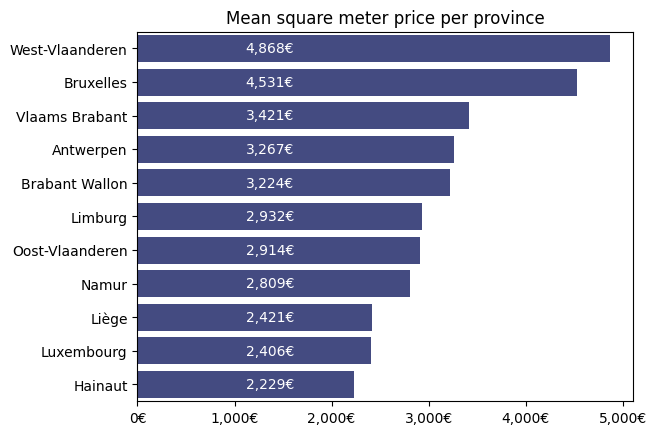 Mean square meter price per province
West-Vlaanderen 4,868€
Bruxelles 4,531€
Vlaams Brabant 3,421€
Antwerpen 3,267€
Brabant Wallon 3,224€
Limburg 2,932€
Oost-Vlaanderen 2,914€
Namur 2,809€
Liège 2,421€
Luxembourg 2,406€
Hainaut 2,229€
0€ 1,000€ 2,000€ 3,000€ 4,000€ 5,000€